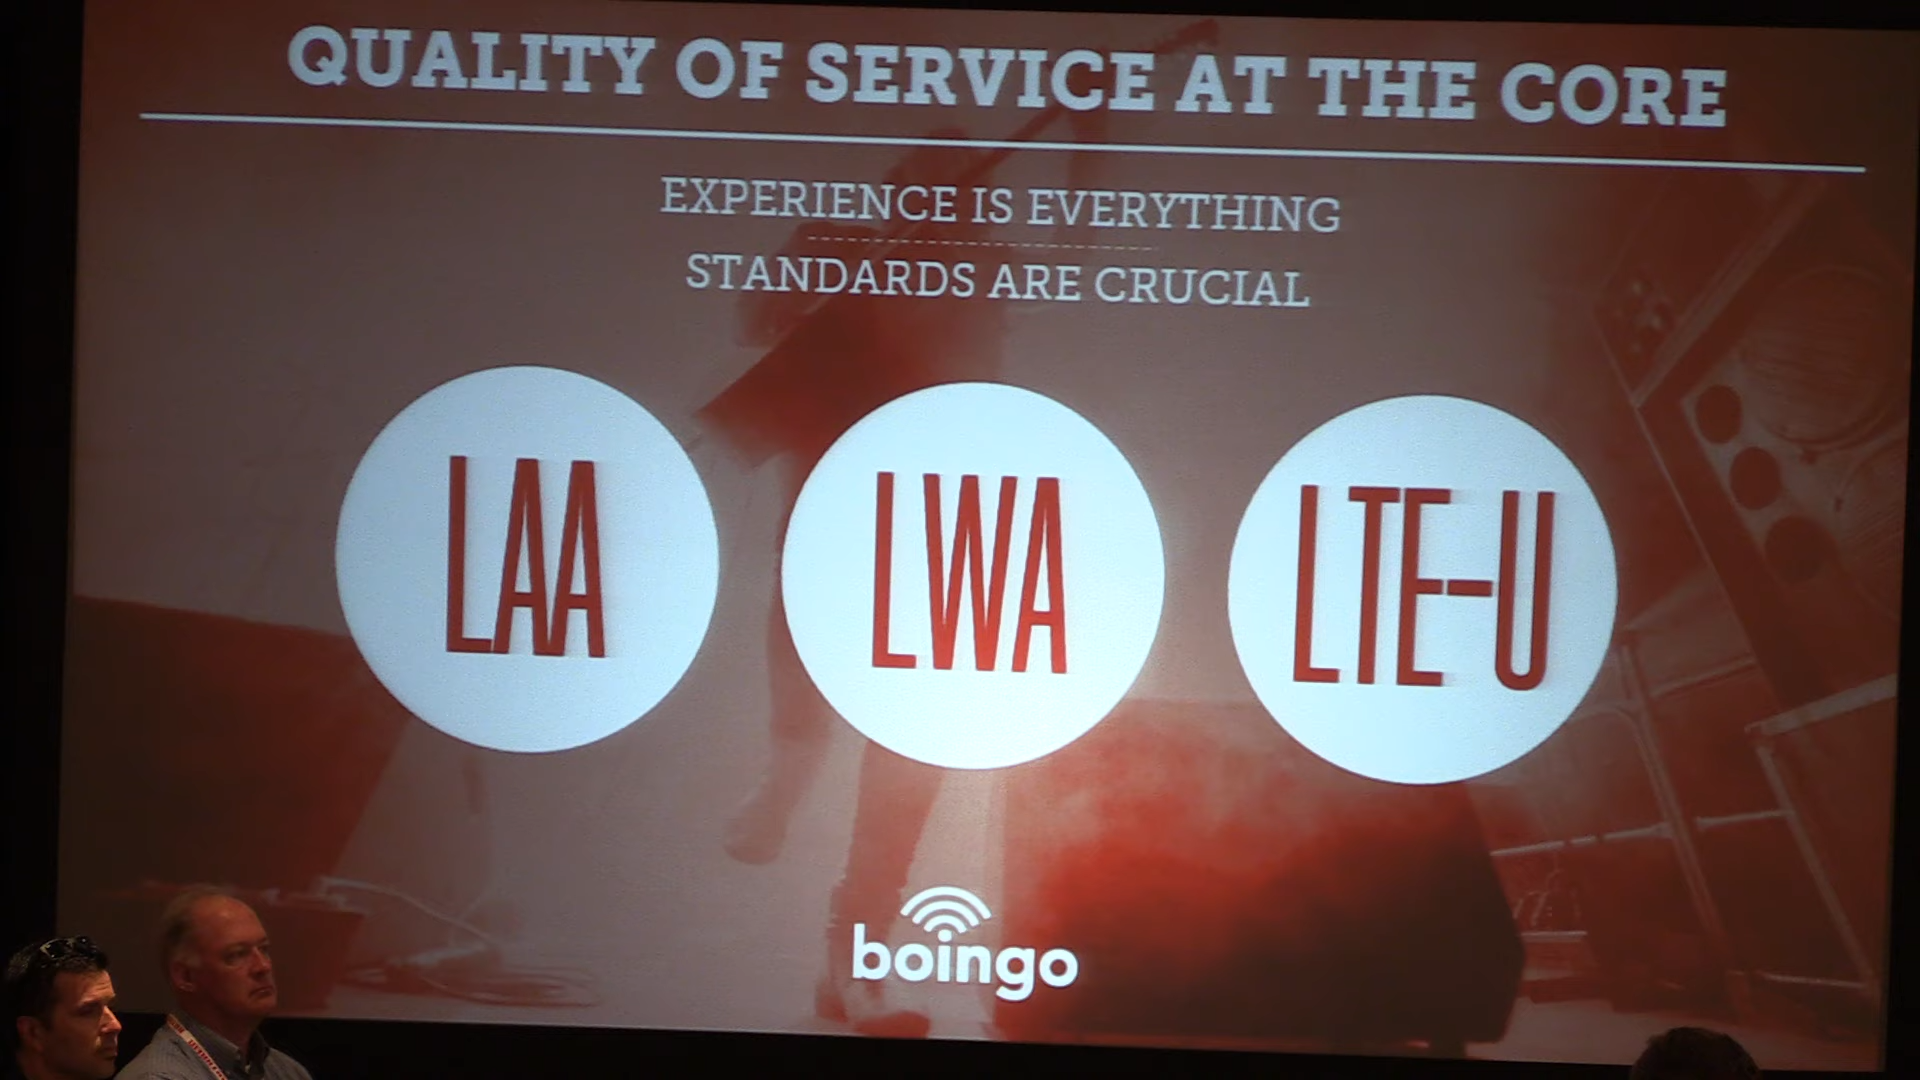 QUALITY OF SERVICE AT THE CORE
EXPERIENCE IS EVERYTHING
STANDARDS ARE CRUCIAL
LAA
LWA
LTE-U
boingo